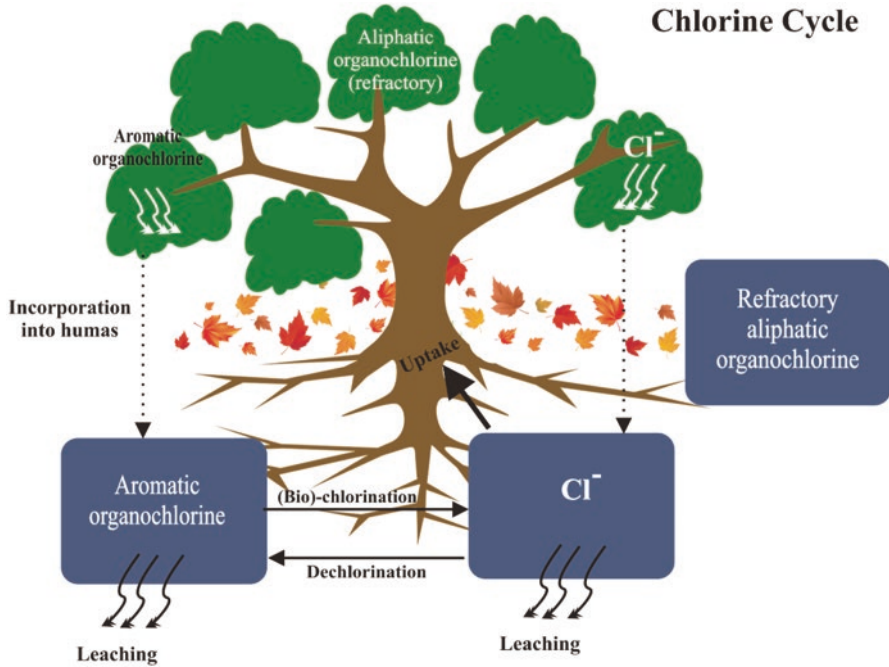 Chlorine Cycle
Aliphatic
organochlorine
(refractory)
Aromatic
organochlorine
Cl⁻
Incorporation
into humas
Refractory
aliphatic
organochlorine
Uptake
Aromatic
organochlorine
(Bio)-chlorination
Cl⁻
Dechlorination
Leaching
Leaching